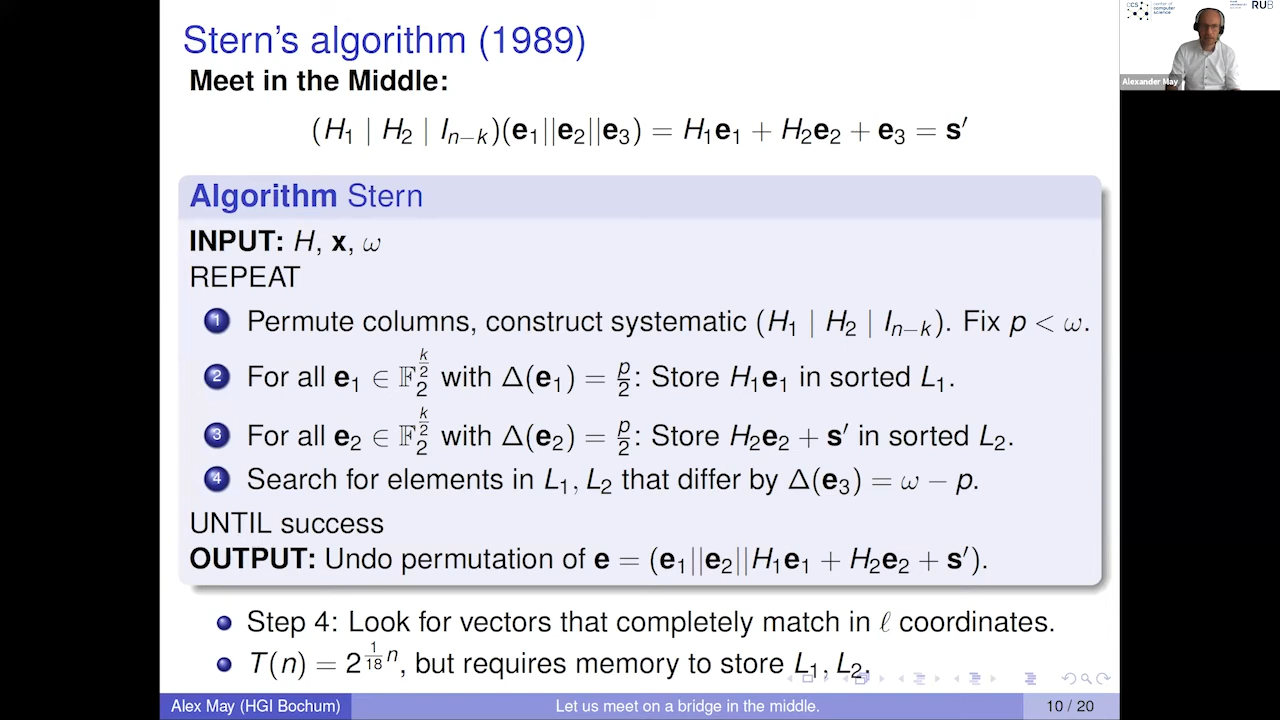 Stern's algorithm (1989)
Meet in the Middle:
(H₁ | H₂ | Iₙ₋ₖ)(e₁||e₂||e₃) = H₁e₁ + H₂e₂ + e₃ = s′
Algorithm Stern
INPUT: H, x, ω
REPEAT
1 Permute columns, construct systematic (H₁ | H₂ | Iₙ₋ₖ). Fix p < ω.
2 For all e₁ ∈ F₂^{k/2} with Δ(e₁) = p/2: Store H₁e₁ in sorted L₁.
3 For all e₂ ∈ F₂^{k/2} with Δ(e₂) = p/2: Store H₂e₂ + s′ in sorted L₂.
4 Search for elements in L₁, L₂ that differ by Δ(e₃) = ω − p.
UNTIL success
OUTPUT: Undo permutation of e = (e₁||e₂||H₁e₁ + H₂e₂ + s′).
Step 4: Look for vectors that completely match in ℓ coordinates.
T(n) = 2^{1/18 n}, but requires memory to store L₁, L₂.
Alex May (HGI Bochum) Let us meet on a bridge in the middle. 10 / 20
center of
computer
science
RUB
Alexander May